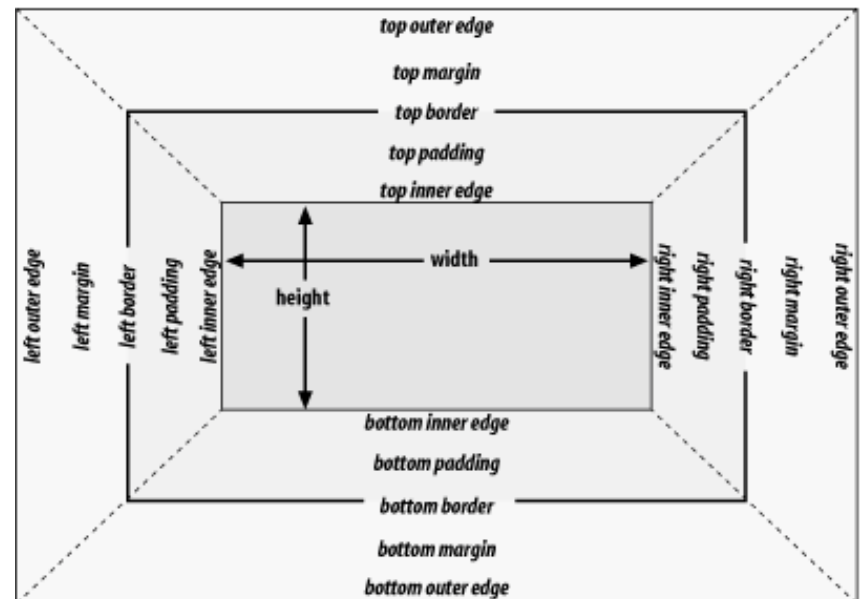 top outer edge
top margin
top border
top padding
top inner edge
left outer edge
left margin
left border
left padding
left inner edge
width
height
right inner edge
right padding
right border
right margin
right outer edge
bottom inner edge
bottom padding
bottom border
bottom margin
bottom outer edge